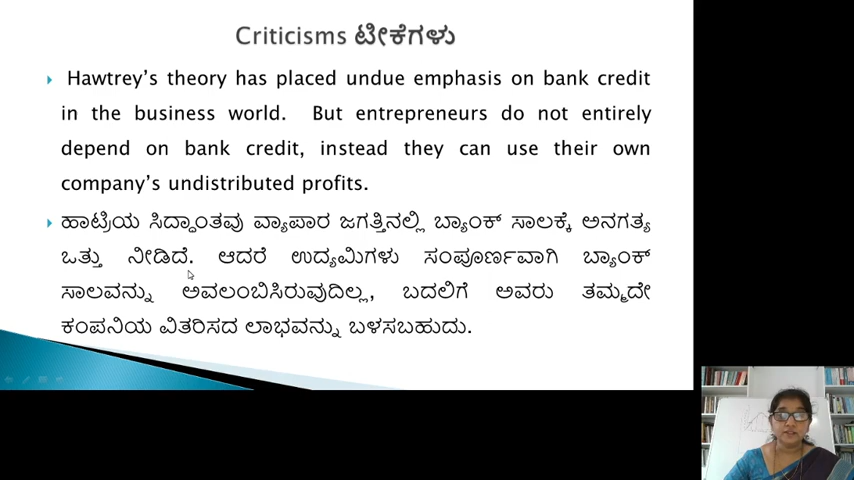 Criticisms ಟೀಕೆಗಳು
Hawtrey's theory has placed undue emphasis on bank credit
in the business world. But entrepreneurs do not entirely
depend on bank credit, instead they can use their own
company's undistributed profits.
ಹಾಟ್ರಿಯ ಸಿದ್ಧಾಂತವು ವ್ಯಾಪಾರ ಜಗತ್ತಿನಲ್ಲಿ ಬ್ಯಾಂಕ್ ಸಾಲಕ್ಕೆ ಅನಗತ್ಯ
ಒತ್ತು ನೀಡಿದೆ. ಆದರೆ ಉದ್ಯಮಿಗಳು ಸಂಪೂರ್ಣವಾಗಿ ಬ್ಯಾಂಕ್
ಸಾಲವನ್ನು ಅವಲಂಬಿಸಿರುವುದಿಲ್ಲ, ಬದಲಿಗೆ ಅವರು ತಮ್ಮದೇ
ಕಂಪನಿಯ ವಿತರಿಸದ ಲಾಭವನ್ನು ಬಳಸಬಹುದು.